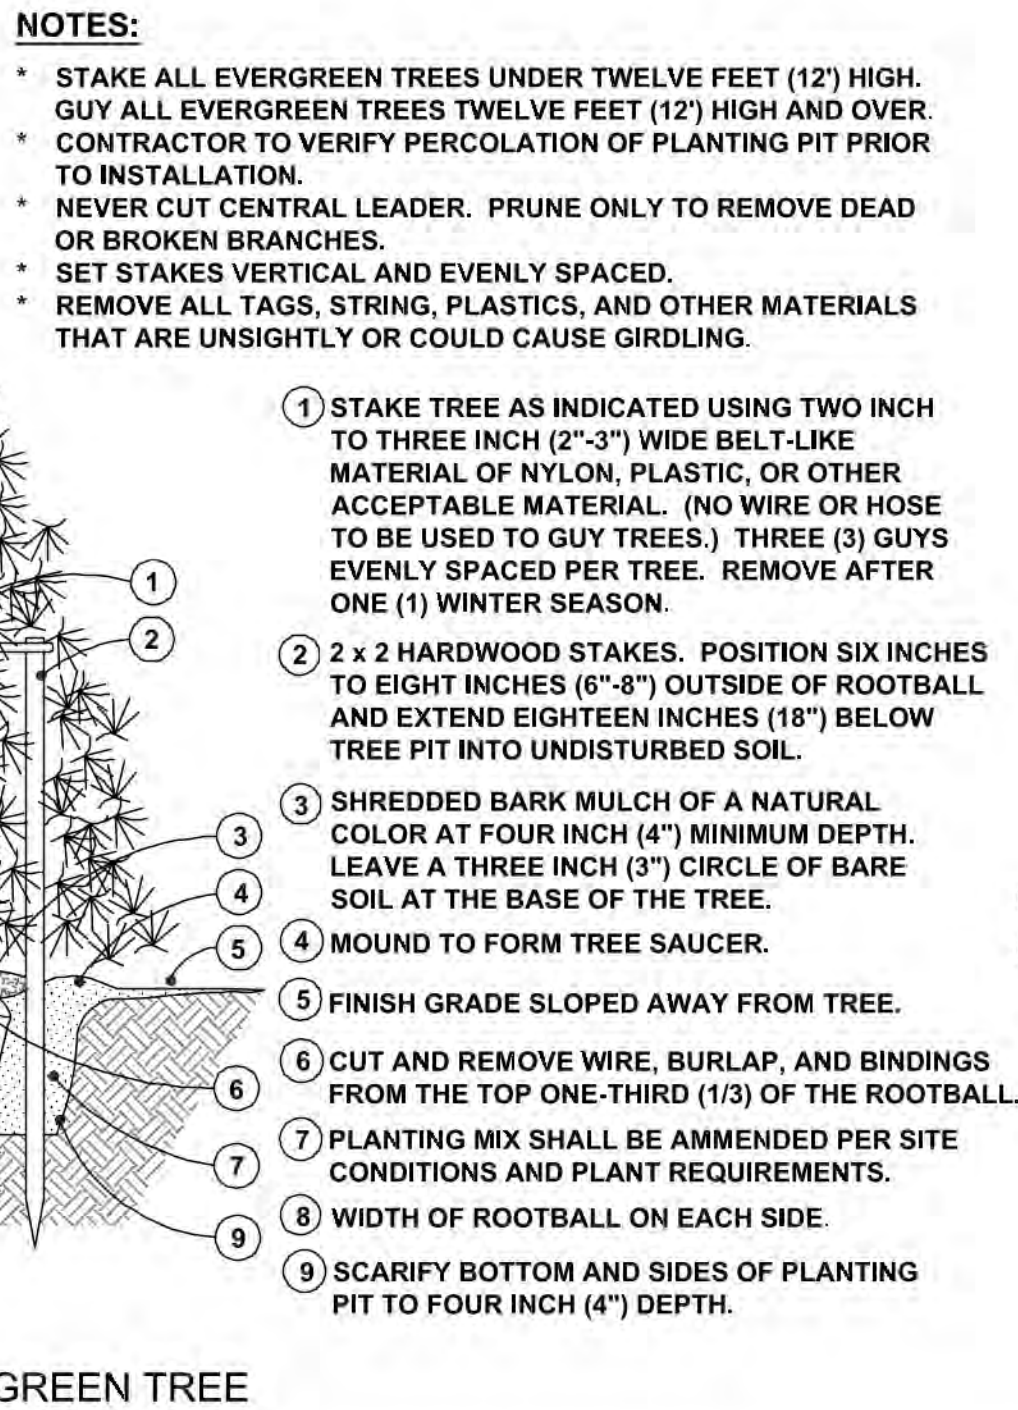 NOTES:
* STAKE ALL EVERGREEN TREES UNDER TWELVE FEET (12') HIGH.
GUY ALL EVERGREEN TREES TWELVE FEET (12') HIGH AND OVER.
* CONTRACTOR TO VERIFY PERCOLATION OF PLANTING PIT PRIOR
TO INSTALLATION.
* NEVER CUT CENTRAL LEADER. PRUNE ONLY TO REMOVE DEAD
OR BROKEN BRANCHES.
* SET STAKES VERTICAL AND EVENLY SPACED.
* REMOVE ALL TAGS, STRING, PLASTICS, AND OTHER MATERIALS
THAT ARE UNSIGHTLY OR COULD CAUSE GIRDLING.
1 STAKE TREE AS INDICATED USING TWO INCH
TO THREE INCH (2"-3") WIDE BELT-LIKE
MATERIAL OF NYLON, PLASTIC, OR OTHER
ACCEPTABLE MATERIAL. (NO WIRE OR HOSE
TO BE USED TO GUY TREES.) THREE (3) GUYS
EVENLY SPACED PER TREE. REMOVE AFTER
ONE (1) WINTER SEASON.
2 2 x 2 HARDWOOD STAKES. POSITION SIX INCHES
TO EIGHT INCHES (6"-8") OUTSIDE OF ROOTBALL
AND EXTEND EIGHTEEN INCHES (18") BELOW
TREE PIT INTO UNDISTURBED SOIL.
3 SHREDDED BARK MULCH OF A NATURAL
COLOR AT FOUR INCH (4") MINIMUM DEPTH.
LEAVE A THREE INCH (3") CIRCLE OF BARE
SOIL AT THE BASE OF THE TREE.
4 MOUND TO FORM TREE SAUCER.
5 FINISH GRADE SLOPED AWAY FROM TREE.
6 CUT AND REMOVE WIRE, BURLAP, AND BINDINGS
FROM THE TOP ONE-THIRD (1/3) OF THE ROOTBALL.
7 PLANTING MIX SHALL BE AMMENDED PER SITE
CONDITIONS AND PLANT REQUIREMENTS.
8 WIDTH OF ROOTBALL ON EACH SIDE.
9 SCARIFY BOTTOM AND SIDES OF PLANTING
PIT TO FOUR INCH (4") DEPTH.
1
2
3
4
5
6
7
9
GREEN TREE